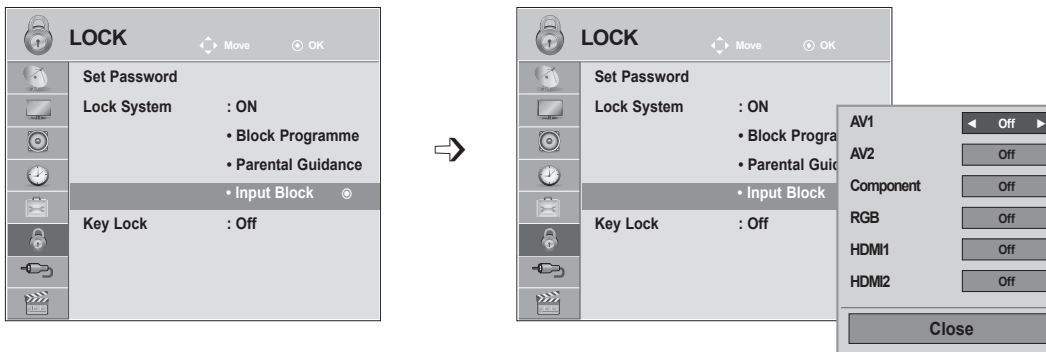 LOCK
Move
OK
Set Password
Lock System : ON
• Block Programme
• Parental Guidance
• Input Block
Key Lock : Off
LOCK
Move
OK
Set Password
Lock System : ON
• Block Progra
• Parental Guid
• Input Block
Key Lock : Off
AV1 ◄ Off ►
AV2 Off
Component Off
RGB Off
HDMI1 Off
HDMI2 Off
Close